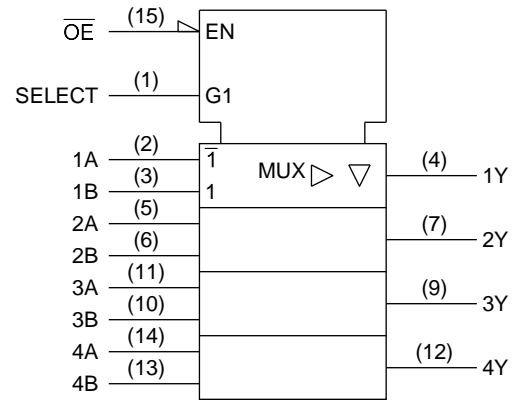 O̅E̅ (15) EN
SELECT (1) G1
1A (2) 1̅ MUX (4) 1Y
1B (3) 1
2A (5) (7) 2Y
2B (6)
3A (11) (9) 3Y
3B (10)
4A (14) (12) 4Y
4B (13)